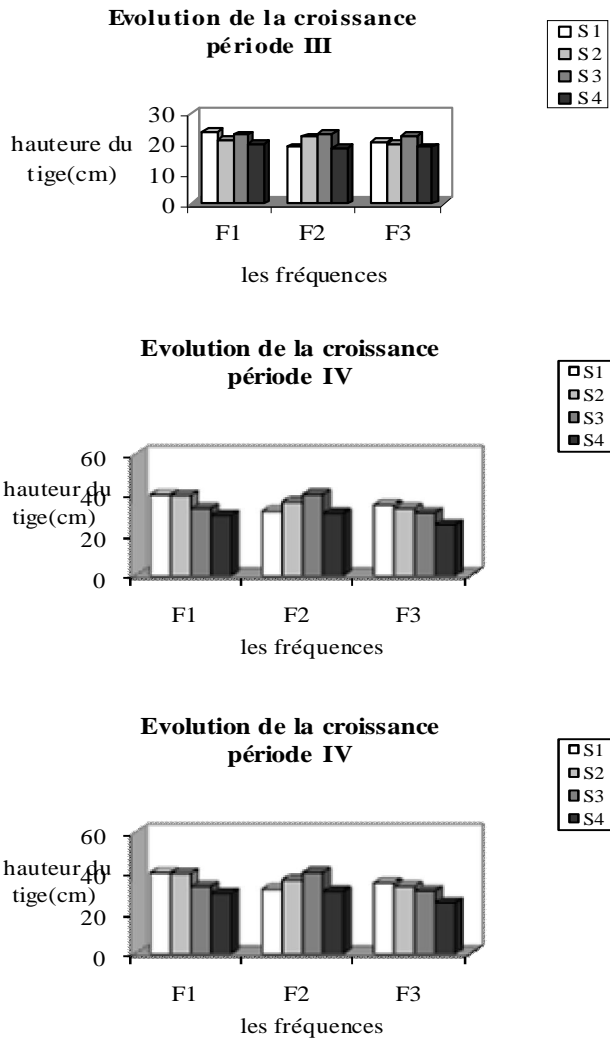 Evolution de la croissance
période III
S1
S2
S3
S4
30
20
10
0
hauteure du
tige(cm)
F1 F2 F3
les fréquences
Evolution de la croissance
période IV
S1
S2
S3
S4
60
40
20
0
hauteur du
tige(cm)
F1 F2 F3
les fréquences
Evolution de la croissance
période IV
S1
S2
S3
S4
60
40
20
0
hauteur du
tige(cm)
F1 F2 F3
les fréquences